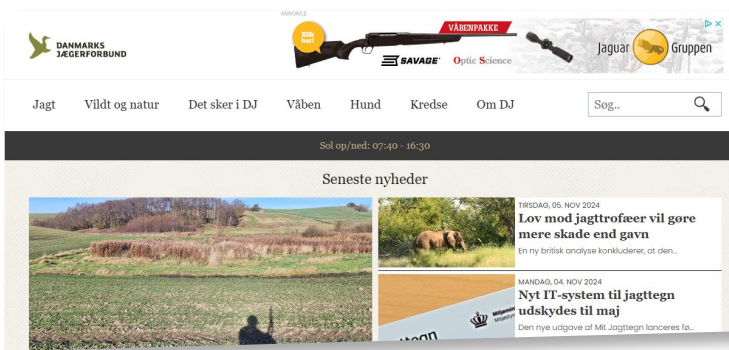 ANNONCE
DANMARKS
JÆGERFORBUND
Klik
her!
VÅBENPAKKE
SAVAGE
Optic Science
Jaguar Gruppen
Jagt Vildt og natur Det sker i DJ Våben Hund Kredse Om DJ Søg..
Sol op/ned: 07:40 - 16:30
Seneste nyheder
TIRSDAG, 05. NOV 2024
Lov mod jagttrofæer vil gøre
mere skade end gavn
En ny britisk analyse konkluderer, at den...
MANDAG, 04. NOV 2024
Nyt IT-system til jagttegn
udskydes til maj
Den nye udgave af Mit Jagttegn lanceres fø...